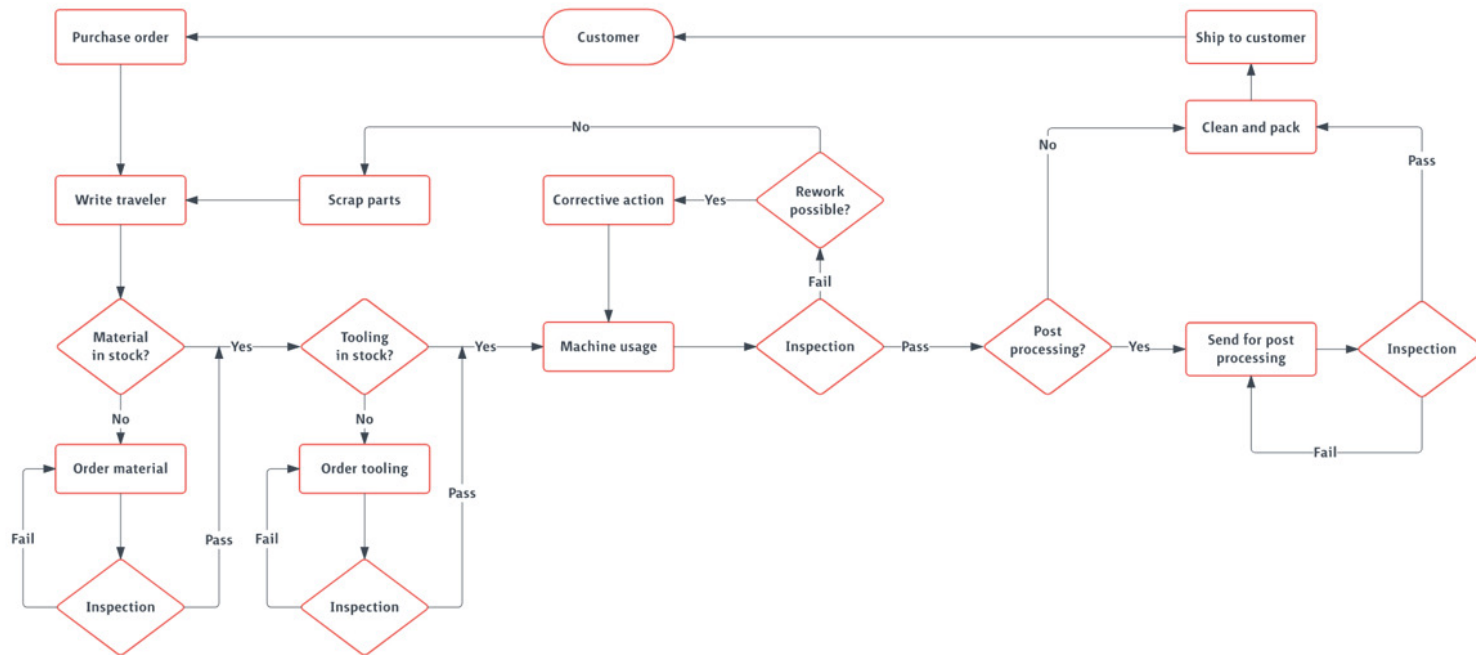 Purchase order
Customer
Ship to customer
No
Clean and pack
No
Pass
Write traveler
Scrap parts
Corrective action
Yes
Rework
possible?
Fail
Material
in stock?
Yes
Tooling
in stock?
Yes
Machine usage
Inspection
Pass
Post
processing?
Yes
Send for post
processing
Inspection
No
No
Fail
Order material
Order tooling
Pass
Fail
Pass
Fail
Inspection
Inspection